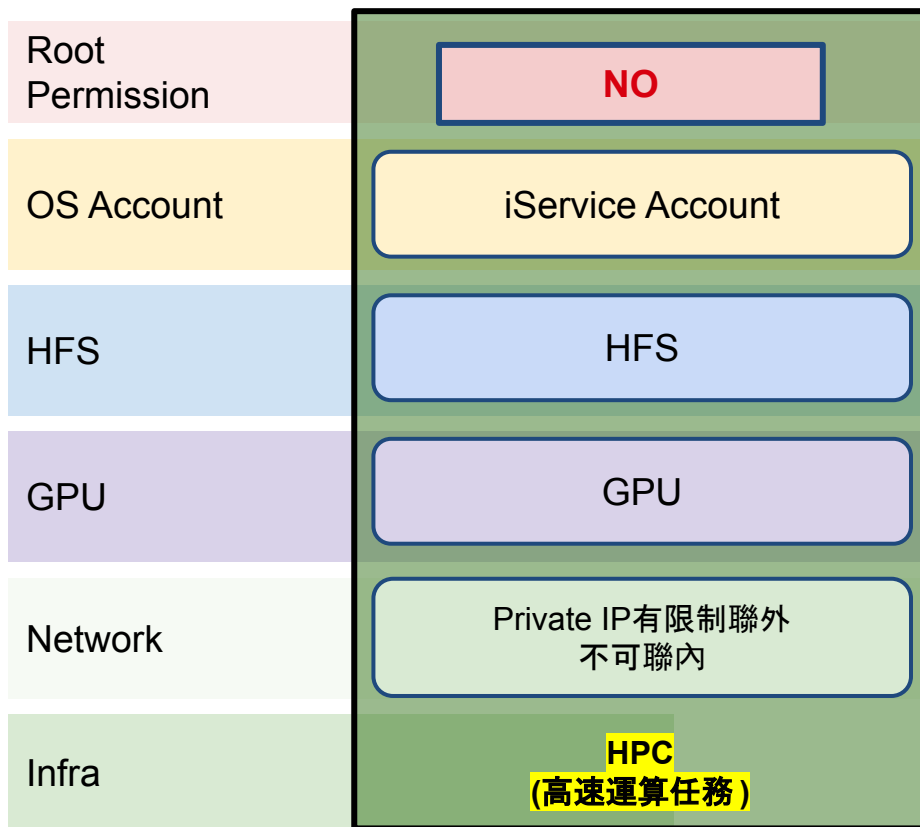 Root
Permission
NO
OS Account
iService Account
HFS
HFS
GPU
GPU
Network
Private IP有限制聯外
不可聯內
Infra
HPC
(高速運算任務)